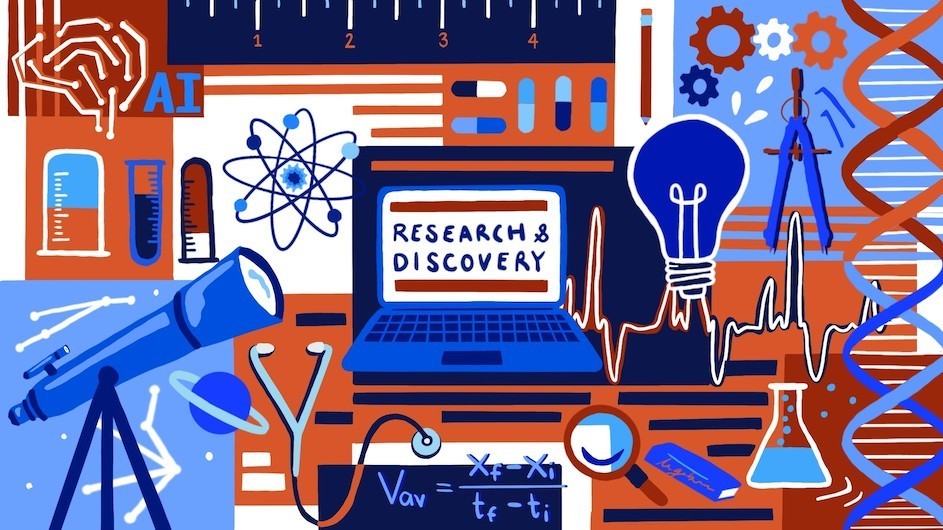 1 2 3 4
AI
RESEARCH &
DISCOVERY
Vav = xf - xi / tf - ti